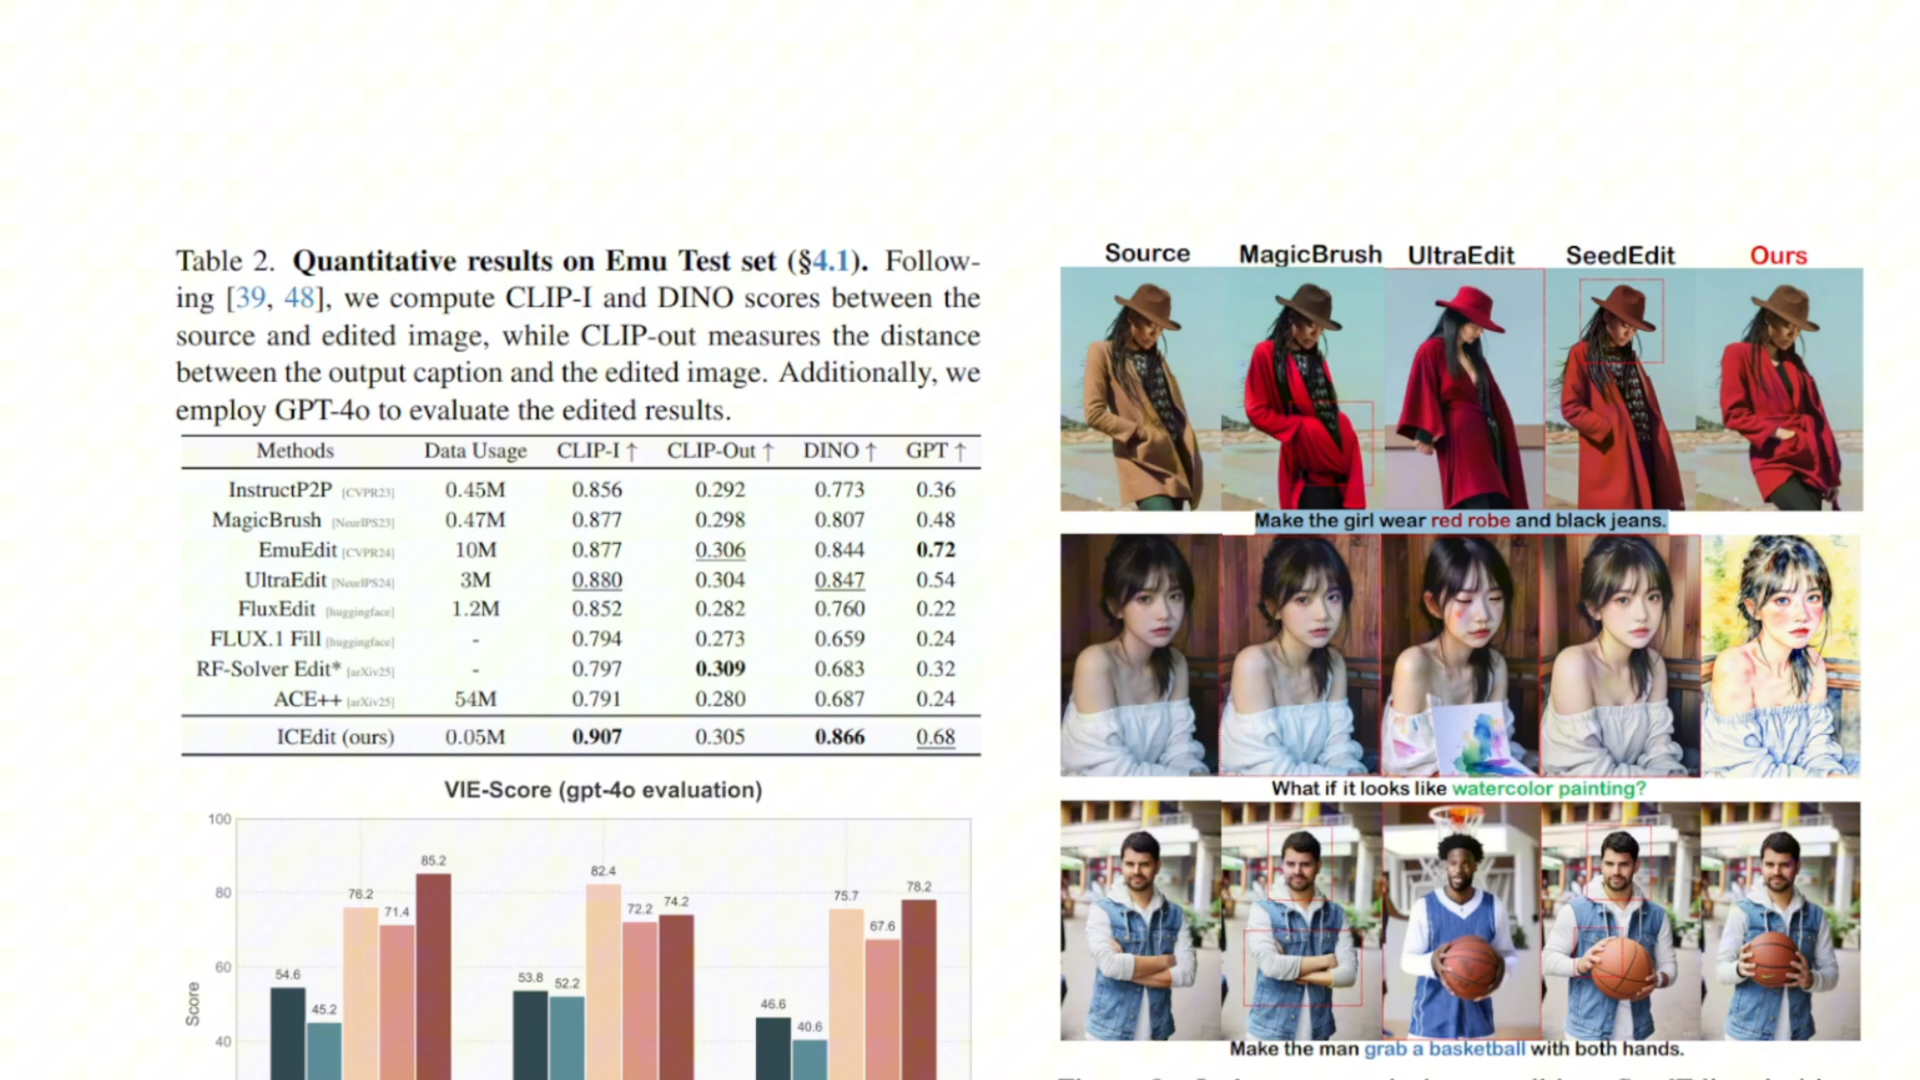 Table 2. Quantitative results on Emu Test set (§4.1). Follow-
ing [39, 48], we compute CLIP-I and DINO scores between the
source and edited image, while CLIP-out measures the distance
between the output caption and the edited image. Additionally, we
employ GPT-4o to evaluate the edited results.
Methods Data Usage CLIP-I ↑ CLIP-Out ↑ DINO ↑ GPT ↑
InstructP2P [CVPR23] 0.45M 0.856 0.292 0.773 0.36
MagicBrush [NeurIPS23] 0.47M 0.877 0.298 0.807 0.48
EmuEdit [CVPR24] 10M 0.877 0.306 0.844 0.72
UltraEdit [NeurIPS24] 3M 0.880 0.304 0.847 0.54
FluxEdit [huggingface] 1.2M 0.852 0.282 0.760 0.22
FLUX.1 Fill [huggingface] - 0.794 0.273 0.659 0.24
RF-Solver Edit* [arXiv25] - 0.797 0.309 0.683 0.32
ACE++ [arXiv25] 54M 0.791 0.280 0.687 0.24
ICEdit (ours) 0.05M 0.907 0.305 0.866 0.68
VIE-Score (gpt-4o evaluation)
100
80
60
40
Score
54.6 45.2 76.2 71.4 85.2
53.8 52.2 82.4 72.2 74.2
46.6 40.6 75.7 67.6 78.2
Source MagicBrush UltraEdit SeedEdit Ours
Make the girl wear red robe and black jeans.
What if it looks like watercolor painting?
Make the man grab a basketball with both hands.